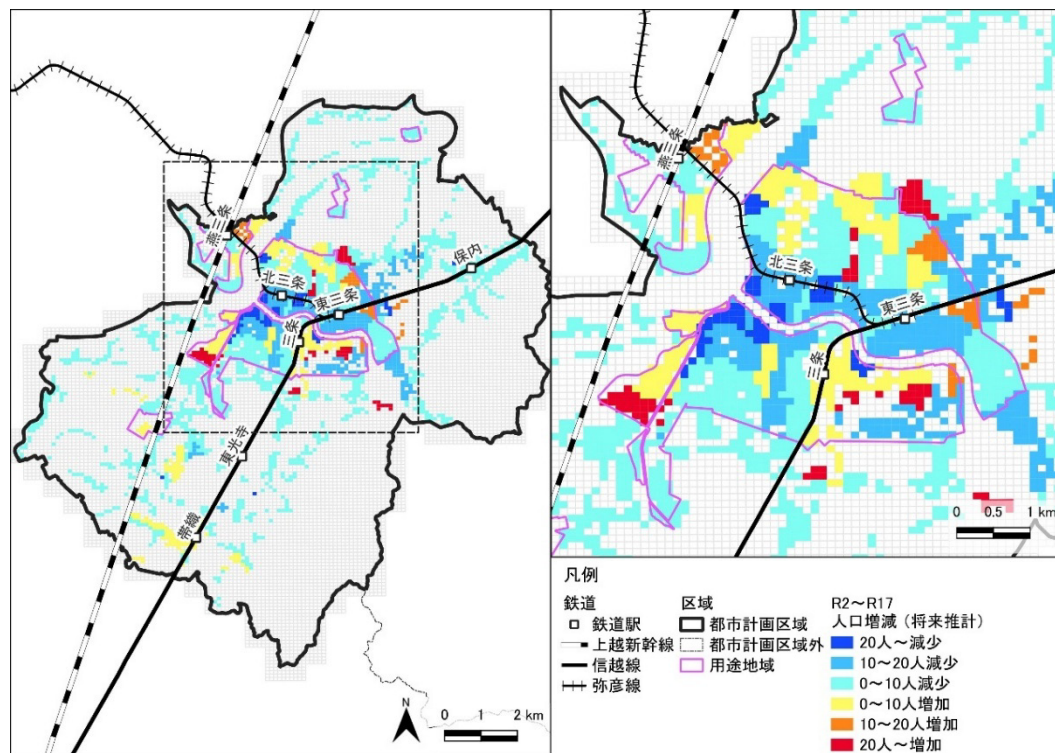 燕三条
北三条
東三条
保内
三条
東光寺
帯織
N
0 1 2 km
燕三条
北三条
東三条
三条
0 0.5 1 km
凡例
鉄道
鉄道駅
上越新幹線
信越線
弥彦線
区域
都市計画区域
都市計画区域外
用途地域
R2～R17
人口増減（将来推計）
20人～減少
10～20人減少
0～10人減少
0～10人増加
10～20人増加
20人～増加